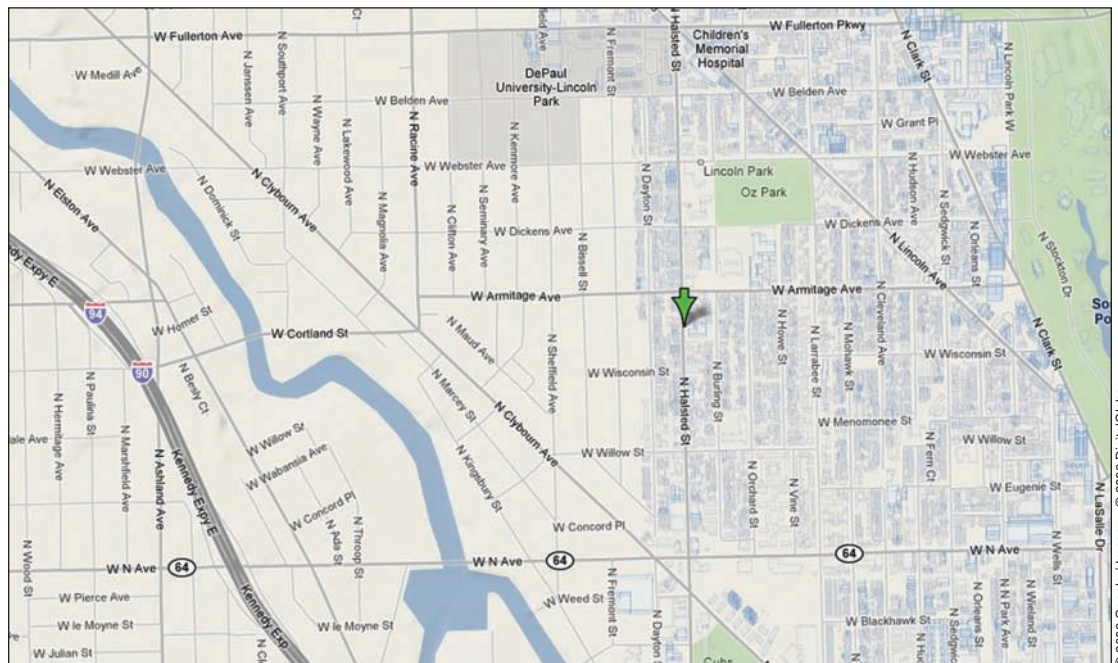 W Fullerton Ave
W Fullerton Pkwy
N Halsted St
Children's
Memorial
Hospital
N Clark St
N Lincoln Park W
N Fremont St
N Southport Ave
N Janssen Ave
W Medill Ave
DePaul
University-Lincoln
Park
W Belden Ave
W Belden Ave
N Wayne Ave
N Lakewood Ave
N Racine Ave
N Kenmore Ave
W Grant Pl
W Webster Ave
W Webster Ave
W Webster Ave
Lincoln Park
Oz Park
N Dayton St
N Hudson Ave
N Sedgwick St
N Orleans St
N Elston Ave
N Dominick St
N Clybourn Ave
N Magnolia Ave
N Clifton Ave
N Seminary Ave
W Dickens Ave
W Dickens Ave
N Bissell St
N Lincoln Ave
N Stockton Dr
dy Expy E
94
W Homer St
W Cortland St
W Armitage Ave
W Armitage Ave
So
Po
90
N Besly Ct
N Maud Ave
N Sheffield Ave
N Howe St
N Larrabee St
N Mohawk St
N Cleveland Ave
W Wisconsin St
W Wisconsin St
N Clark St
N Hermitage Ave
N Paulina St
N Marshfield Ave
N Ashland Ave
Kennedy Expy E
N Marcey St
N Clybourn Ave
N Halsted St
N Burling St
W Menomonee St
ale Ave
W Willow St
W Willow St
W Willow St
W Wabansia Ave
N Kingsbury St
N Orchard St
N Vine St
N Fern Ct
W Eugenie St
N LaSalle Dr
W Concord Pl
W Concord Pl
N Ada St
N Throop St
N Wood St
W N Ave
64
W N Ave
64
64
W N Ave
N Wells St
W Pierce Ave
W le Moyne St
W le Moyne St
W Julian St
Kennedy Exp
W Weed St
N Fremont St
N Dayton St
W Blackhawk St
N Orleans St
N N Park Ave
N Wieland St
Cubs